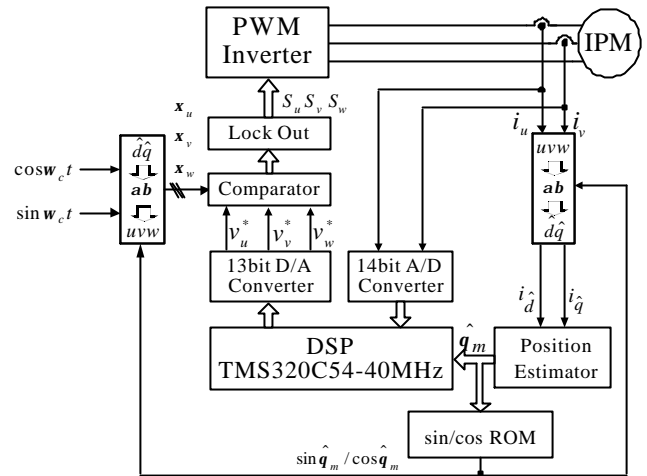 PWM
Inverter
IPM
S_u S_v S_w
x_u
x_v
x_w
Lock Out
i_u
i_v
cos w_c t
sin w_c t
d̂q̂
ab
uvw
Comparator
uvw
ab
d̂q̂
v_u^* v_v^* v_w^*
13bit D/A
Converter
14bit A/D
Converter
i_d̂
i_q̂
DSP
TMS320C54-40MHz
q̂_m
Position
Estimator
sin/cos ROM
sin q̂_m / cos q̂_m